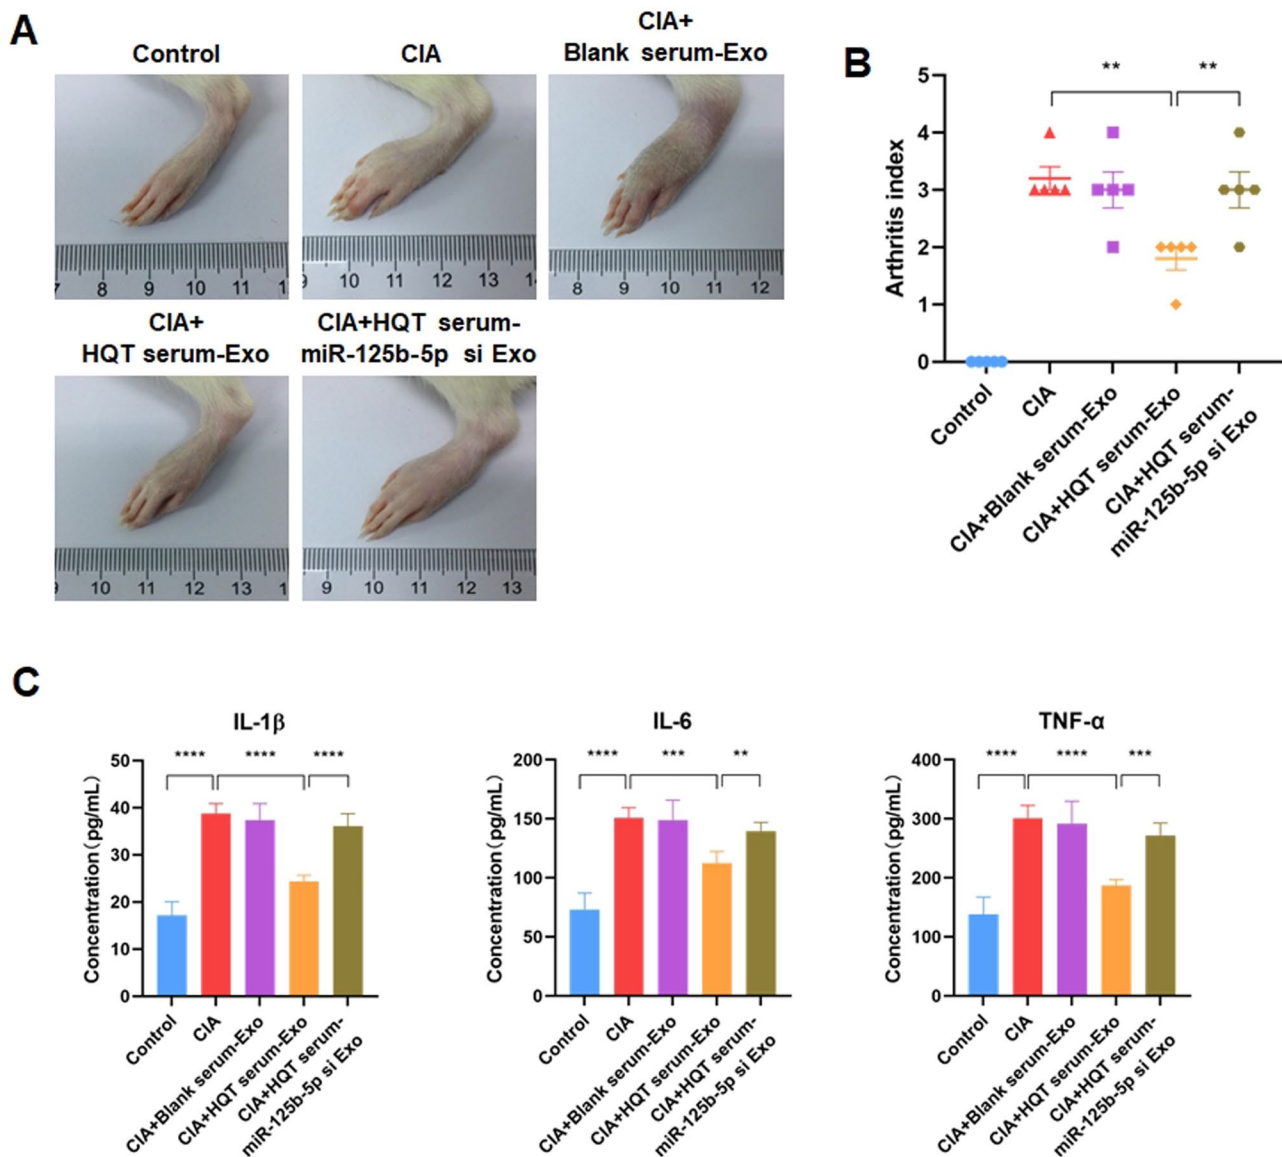 A
Control
CIA
CIA+
Blank serum-Exo
7 8 9 10 11 1
10 11 12 13 1
8 9 10 11 12
CIA+
HQT serum-Exo
CIA+HQT serum-
miR-125b-5p si Exo
10 11 12 13 1
9 10 11 12 13
B
Arthritis index
** **
5
4
3
2
1
0
Control
CIA
CIA+Blank serum-Exo
CIA+HQT serum-Exo
CIA+HQT serum-
miR-125b-5p si Exo
C
IL-1β
**** **** ****
Concentration(pg/mL)
50
40
30
20
10
0
Control
CIA
CIA+Blank serum-Exo
CIA+HQT serum-Exo
CIA+HQT serum-
miR-125b-5p si Exo
IL-6
**** *** **
Concentration(pg/mL)
200
150
100
50
0
Control
CIA
CIA+Blank serum-Exo
CIA+HQT serum-Exo
CIA+HQT serum-
miR-125b-5p si Exo
TNF-α
**** **** ***
Concentration(pg/mL)
400
300
200
100
0
Control
CIA
CIA+Blank serum-Exo
CIA+HQT serum-Exo
CIA+HQT serum-
miR-125b-5p si Exo